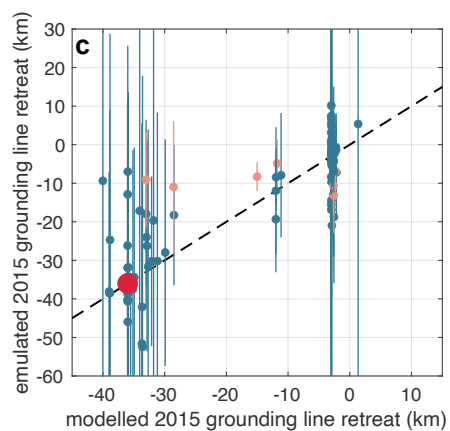 c
emulated 2015 grounding line retreat (km)
30
20
10
0
-10
-20
-30
-40
-50
-60
-40 -30 -20 -10 0 10
modelled 2015 grounding line retreat (km)